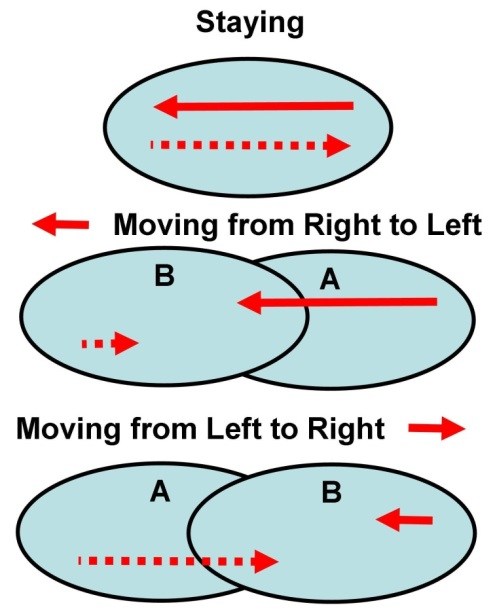 Staying
Moving from Right to Left
B A
Moving from Left to Right
A B